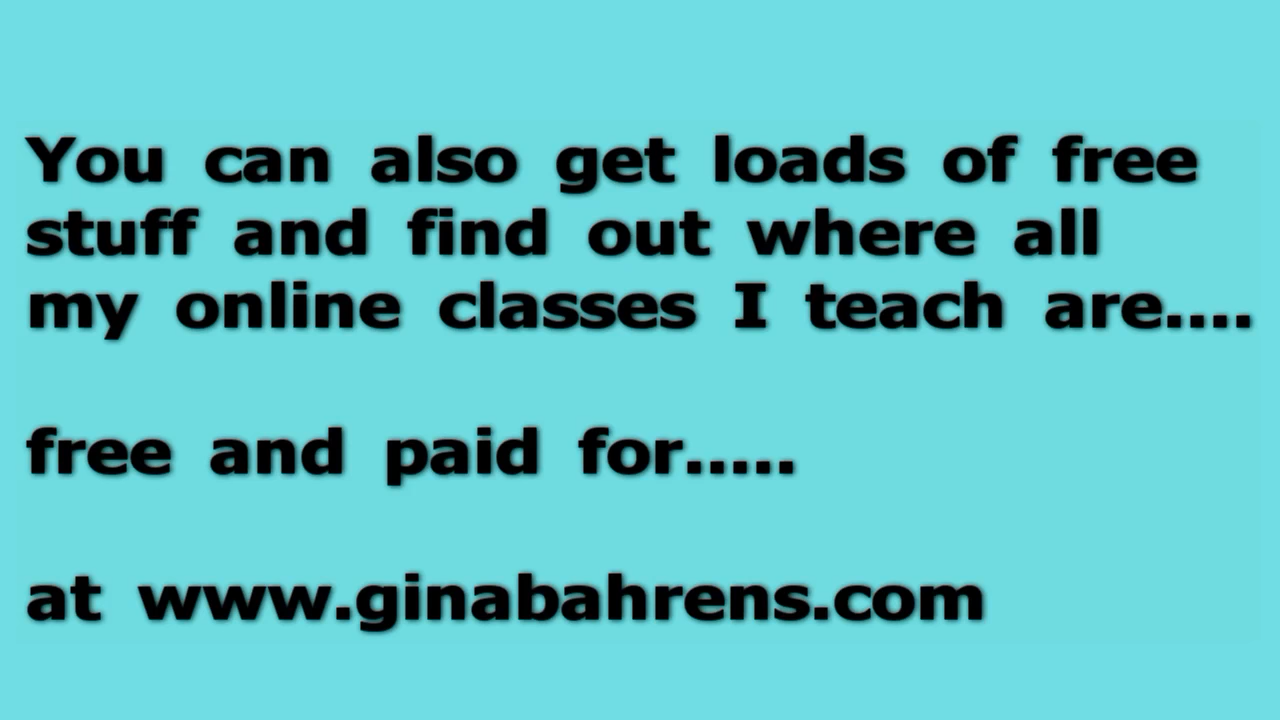 You can also get loads of free
stuff and find out where all
my online classes I teach are....
free and paid for.....
at www.ginabahrens.com